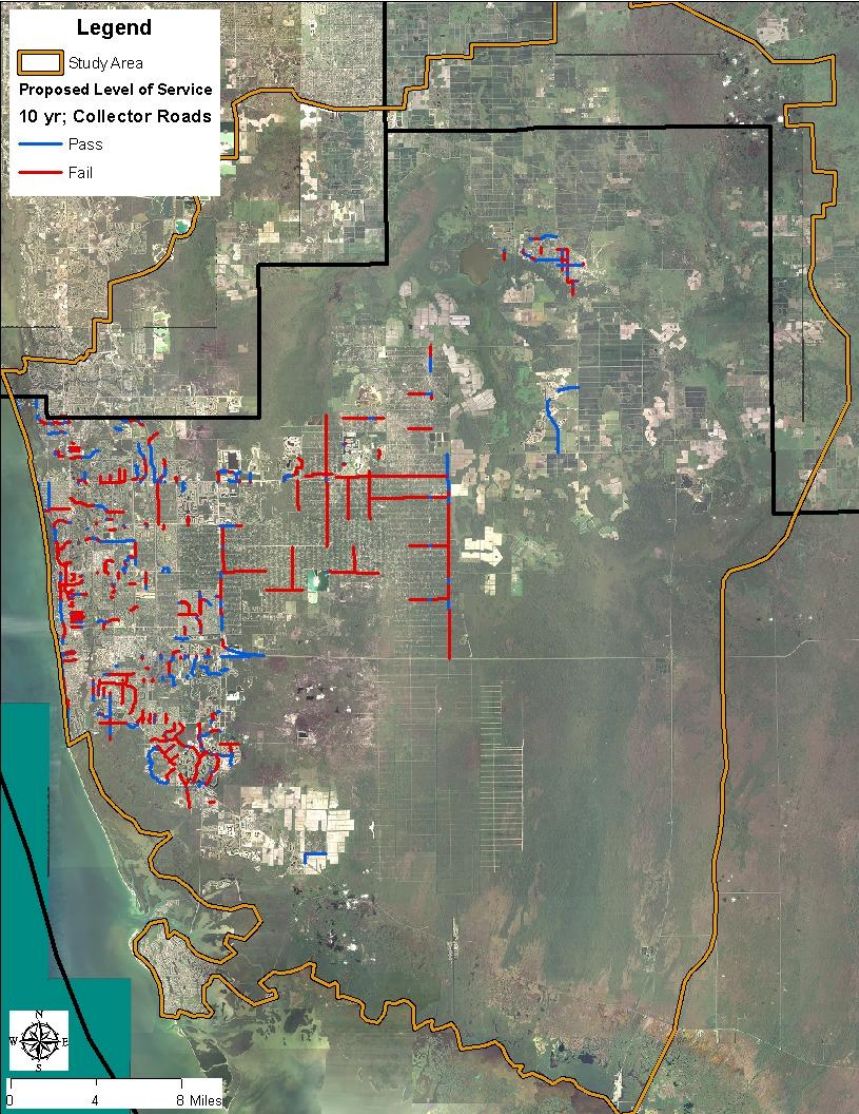 Legend
Study Area
Proposed Level of Service
10 yr; Collector Roads
Pass
Fail
N
W E
S
0 4 8 Miles